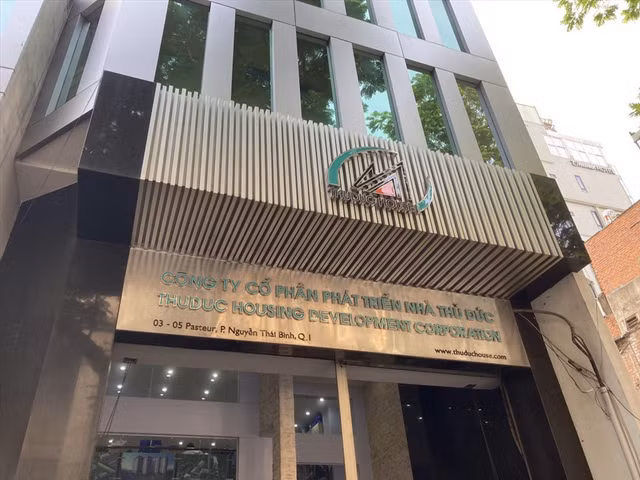 THUDUC HOUSE
CÔNG TY CỔ PHẦN PHÁT TRIỂN NHÀ THỦ ĐỨC
THUDUC HOUSING DEVELOPMENT CORPORATION
03 - 05 Pasteur, P. Nguyễn Thái Bình, Q.1
www.thuduchouse.com